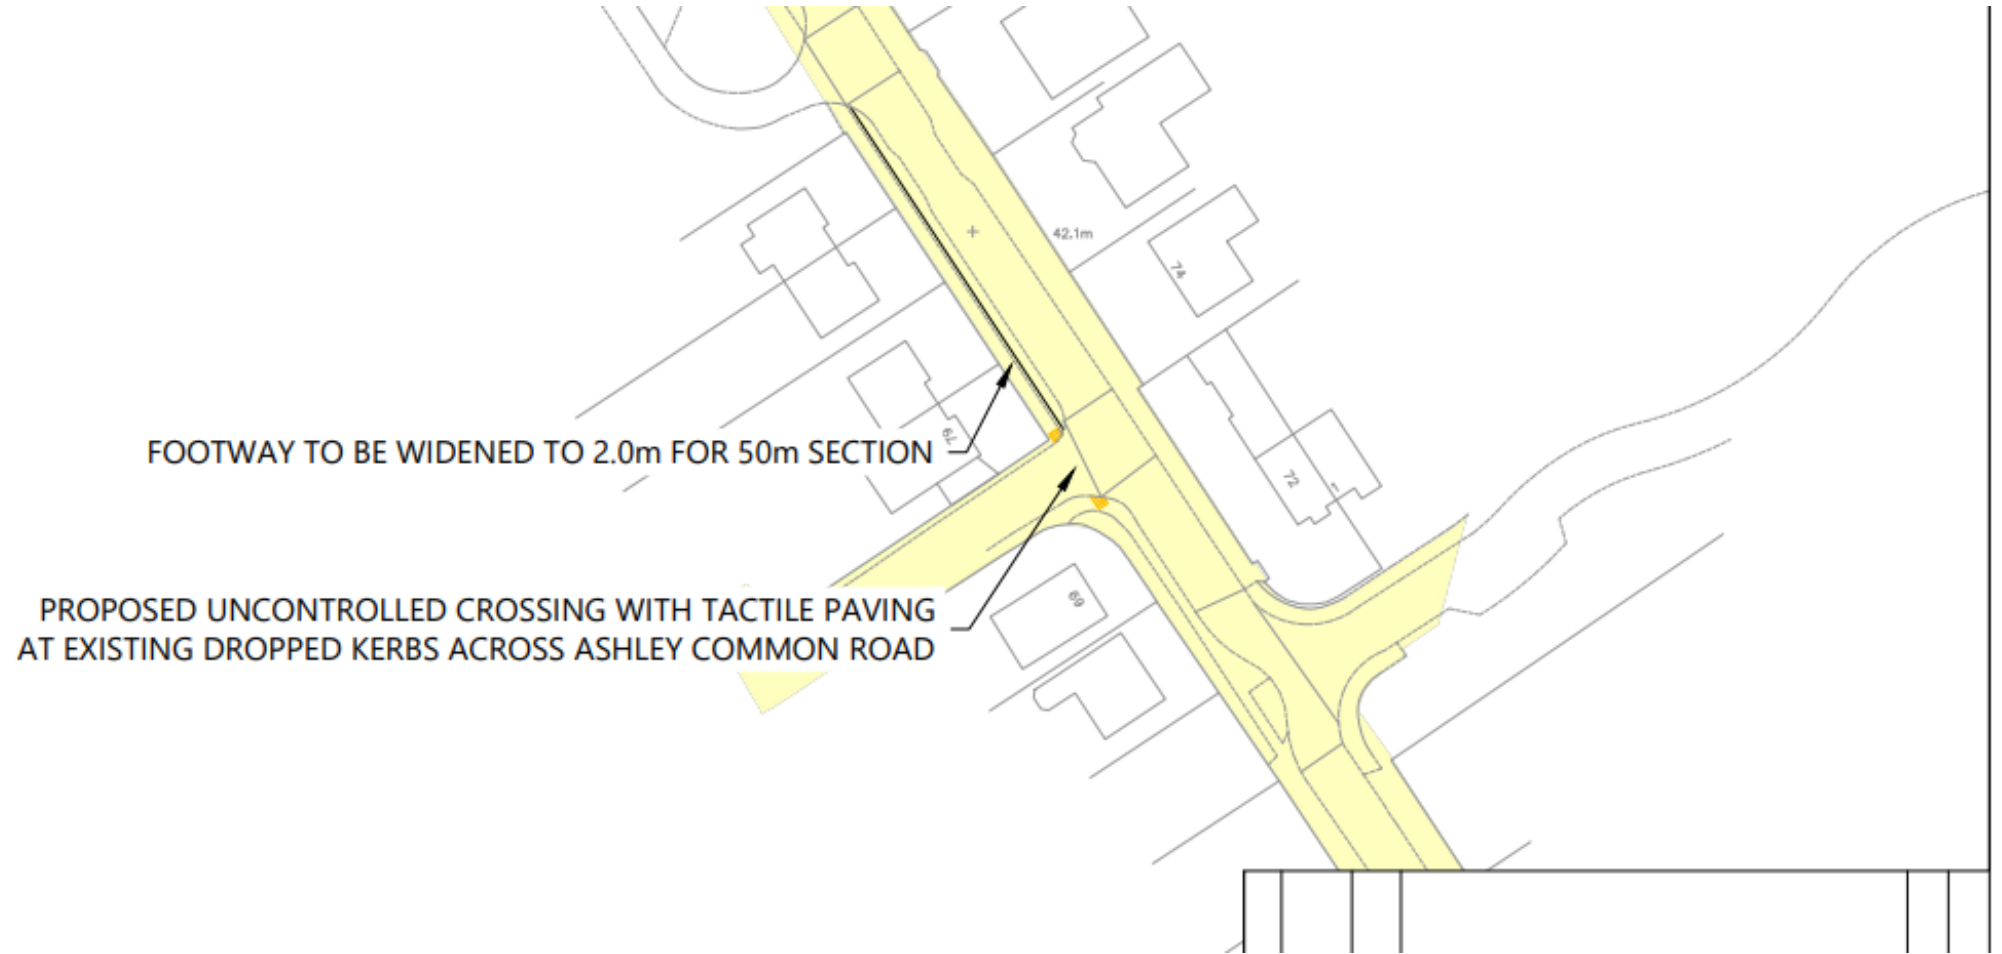 42.1m
74
FOOTWAY TO BE WIDENED TO 2.0m FOR 50m SECTION
79
72
PROPOSED UNCONTROLLED CROSSING WITH TACTILE PAVING
AT EXISTING DROPPED KERBS ACROSS ASHLEY COMMON ROAD
69